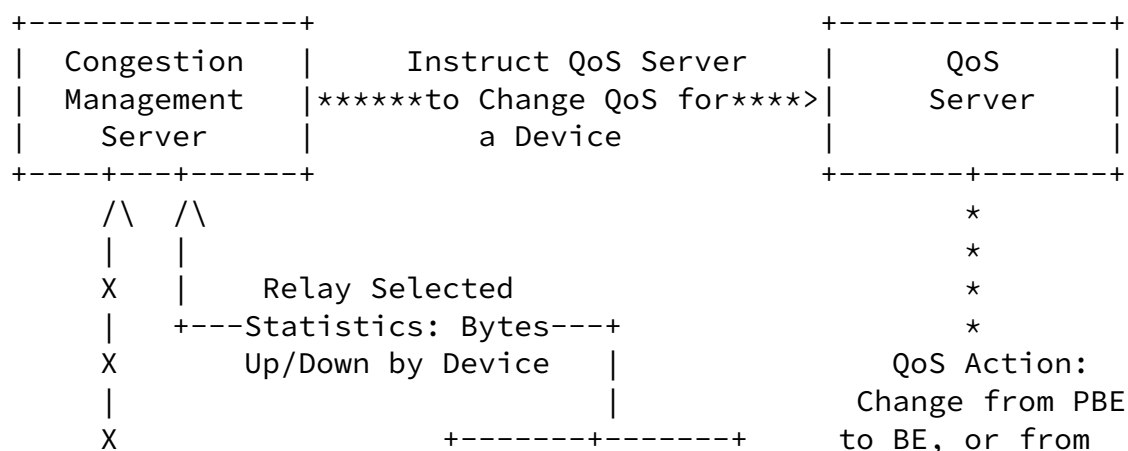 +---------------+                            +---------------+
|  Congestion   |     Instruct QoS Server    |      QoS      |
|  Management   |******to Change QoS for****>|     Server    |
|    Server     |         a Device           |               |
+----+---+------+                            +-------+-------+
     /\  /\                                          *
     |   |                                           *
     X   |    Relay Selected                         *
     |   +---Statistics: Bytes---+                   *
     X       Up/Down by Device   |               QoS Action:
     |                           |             Change from PBE
     X                   +-------+-------+    to BE, or from